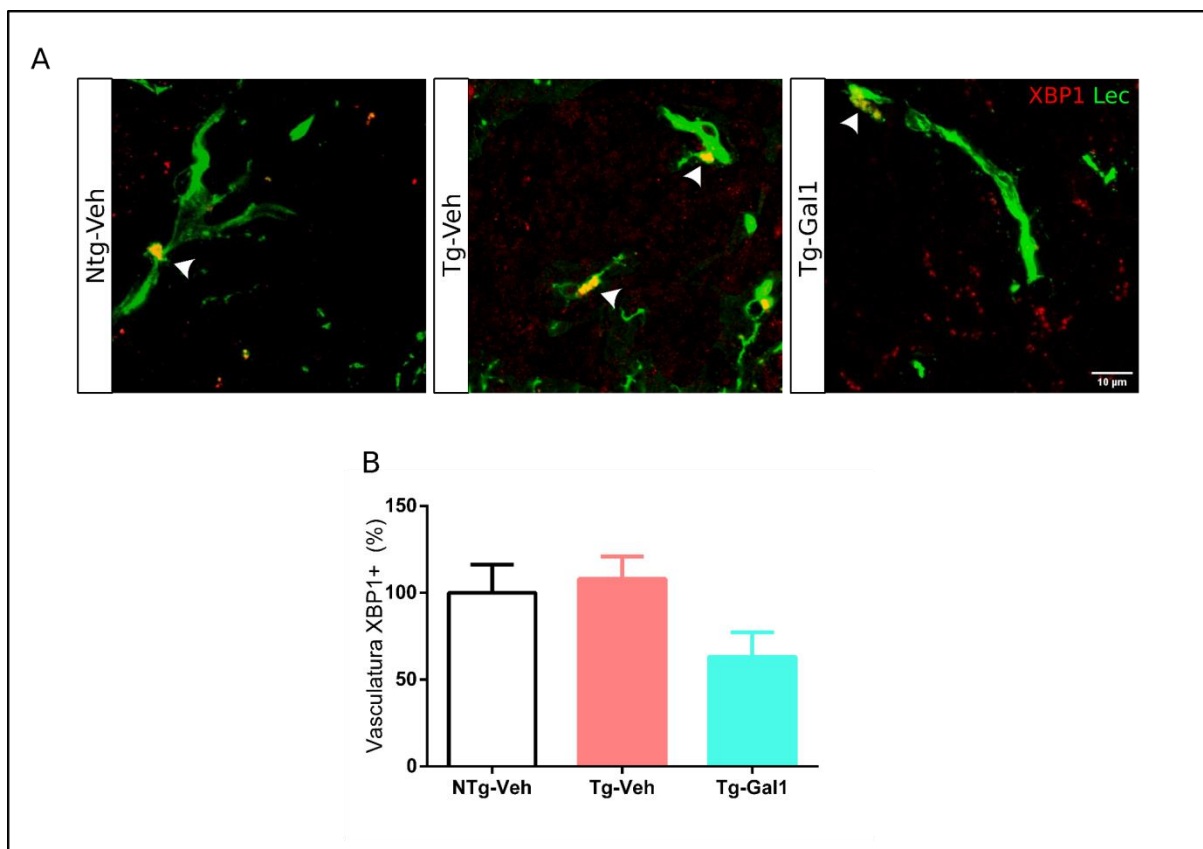 A
Ntg-Veh
Tg-Veh
Tg-Gal1
XBP1 Lec
10 µm
B
Vasculatura XBP1+ (%)
150
100
50
0
NTg-Veh
Tg-Veh
Tg-Gal1